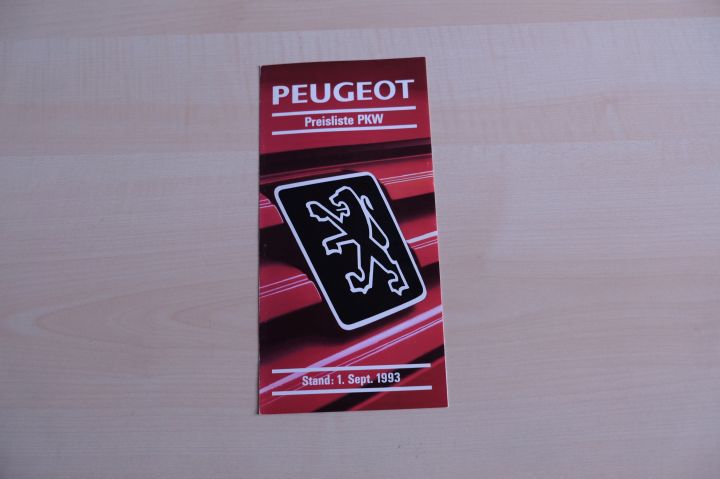 PEUGEOT
Preisliste PKW
Stand: 1. Sept. 1993